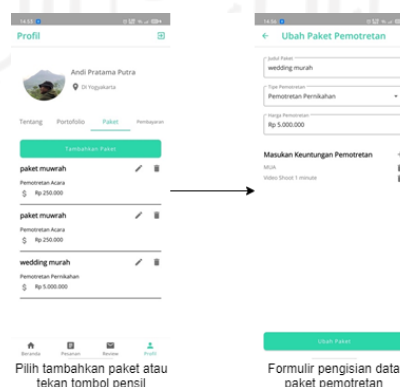 14.55
Profil
Andi Pratama Putra
DI Yogyakarta
Tentang Portofolio Paket Pembayaran
Tambahkan Paket
paket muwrah
Pemotretan Acara
$ Rp 250.000
paket muwrah
Pemotretan Acara
$ Rp 250.000
wedding murah
Pemotretan Pernikahan
$ Rp 5.000.000
Beranda Pesanan Review Profil
Pilih tambahkan paket atau
tekan tombol pensil
14.56
Ubah Paket Pemotretan
Judul Paket
wedding murah
Tipe Pemotretan
Pemotretan Pernikahan
Harga Pemotretan
Rp 5.000.000
Masukan Keuntungan Pemotretan
MUA
Video Shoot 1 minute
Ubah Paket
Formulir pengisian data
paket pemotretan